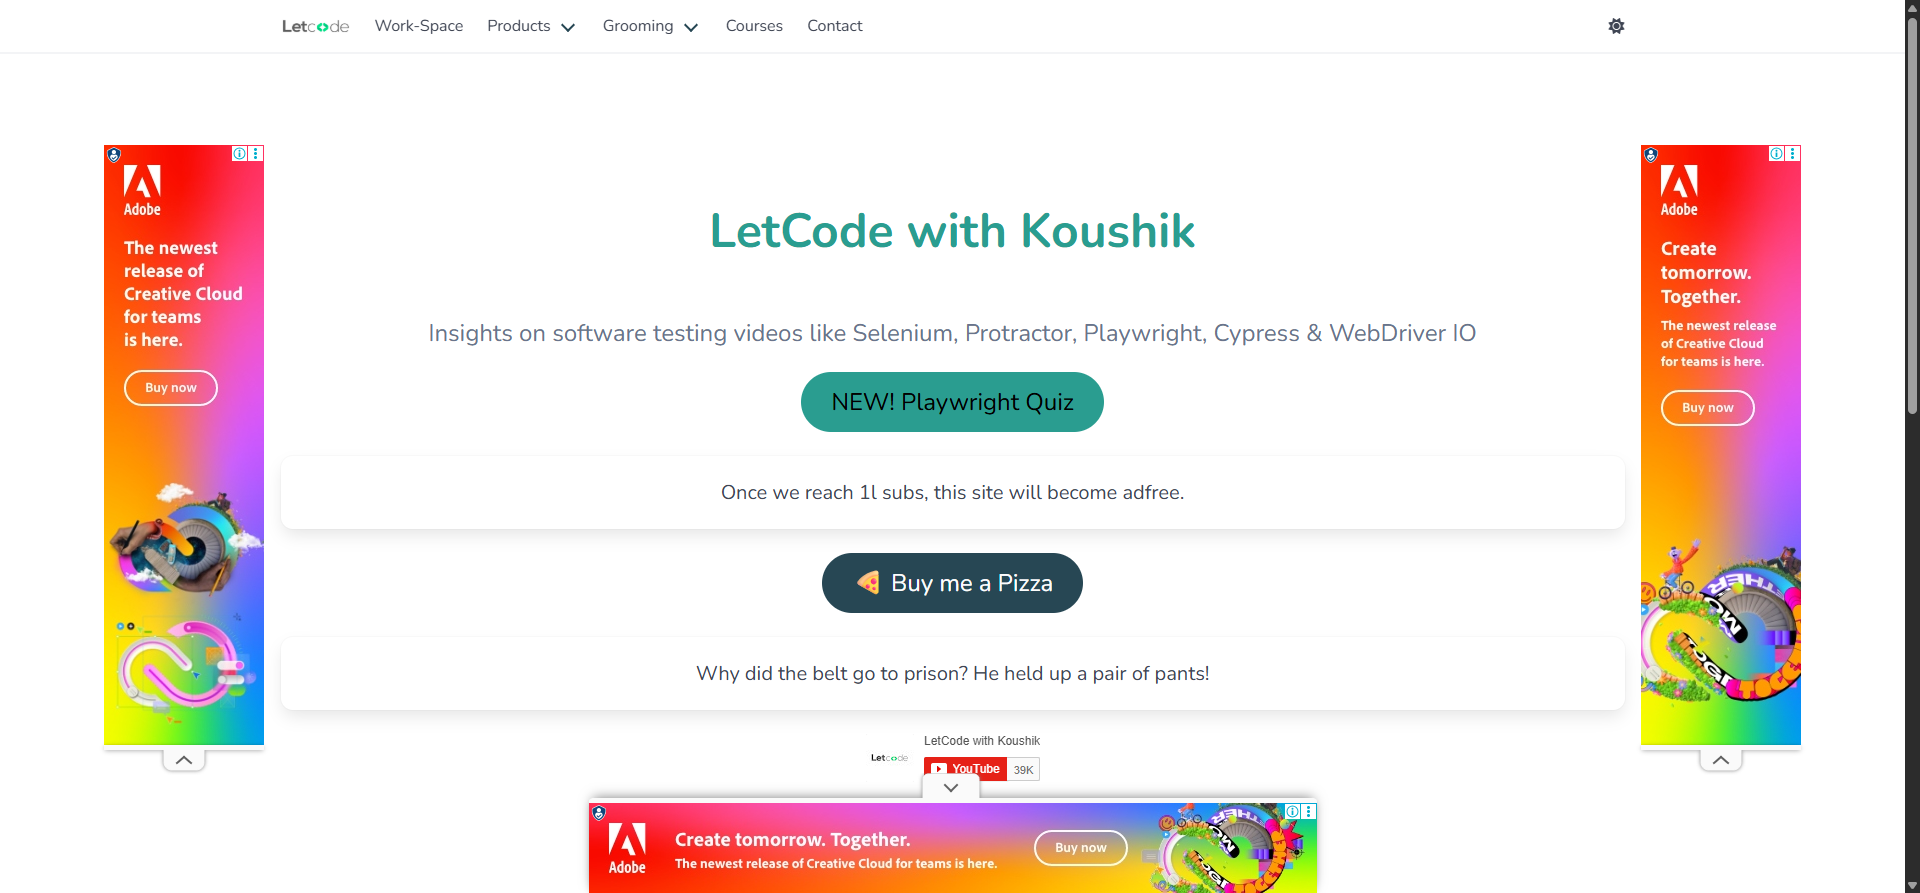 Letcode
Work-Space
Products
Grooming
Courses
Contact
Adobe
The newest
release of
Creative Cloud
for teams
is here.
Buy now
LetCode with Koushik
Insights on software testing videos like Selenium, Protractor, Playwright, Cypress & WebDriver IO
NEW! Playwright Quiz
Once we reach 1l subs, this site will become adfree.
Buy me a Pizza
Why did the belt go to prison? He held up a pair of pants!
Letcode
LetCode with Koushik
YouTube
39K
Adobe
Create
tomorrow.
Together.
The newest release
of Creative Cloud
for teams is here.
Buy now
Adobe
Create tomorrow. Together.
The newest release of Creative Cloud for teams is here.
Buy now